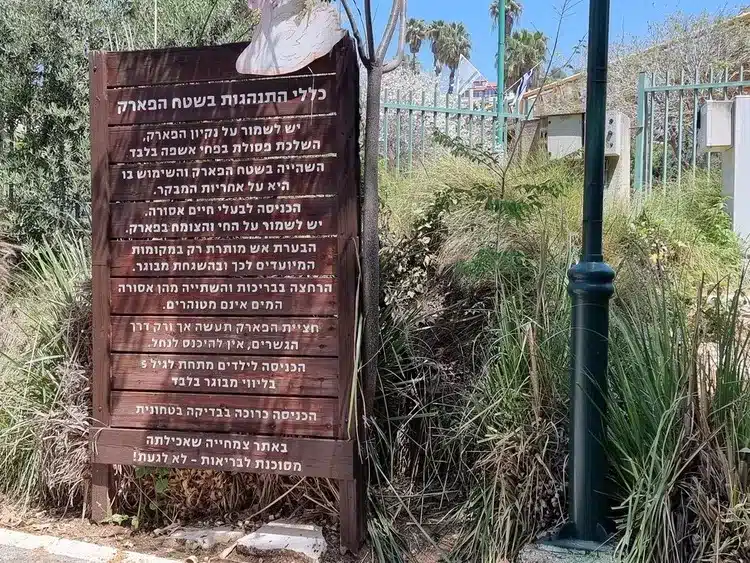 כללי התנהגות בשטח הפארק
יש לשמור על נקיון הפארק,
השלכת פסולת בפחי אשפה בלבד
השהייה בשטח הפארק והשימוש בו
היא על אחריות המבקר.
הכניסה לבעלי חיים אסורה.
יש לשמור על החי והצומח בפארק.
הבערת אש מותרת רק במקומות
המיועדים לכך ובהשגחת מבוגר.
הרחצה בבריכות והשתייה מהן אסורה
המים אינם מטוהרים.
חציית הפארק תעשה אך ורק דרך
הגשרים, אין להיכנס לנחל.
הכניסה לילדים מתחת לגיל 5
בליווי מבוגר בלבד
הכניסה כרוכה בבדיקה בטחונית
באתר צמחייה שאכילתה
מסוכנת לבריאות - לא לגעת!